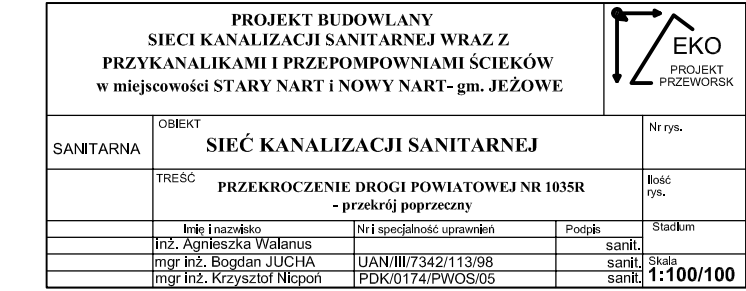 PROJEKT BUDOWLANY
SIECI KANALIZACJI SANITARNEJ WRAZ Z
PRZYKANALIKAMI I PRZEPOMPOWNIAMI ŚCIEKÓW
w miejscowości STARY NART i NOWY NART- gm. JEŻOWE
EKO
PROJEKT
PRZEWORSK
SANITARNA
OBIEKT
SIEĆ KANALIZACJI SANITARNEJ
Nr rys.
TREŚĆ
PRZEKROCZENIE DROGI POWIATOWEJ NR 1035R
- przekrój poprzeczny
Ilość
rys.
Imię i nazwisko Nr i specjalność uprawnień Podpis
Stadium
inż. Agnieszka Walanus sanit.
mgr inż. Bogdan JUCHA UAN/III/7342/113/98 sanit.
mgr inż. Krzysztof Nicpoń PDK/0174/PWOS/05 sanit.
Skala
1:100/100